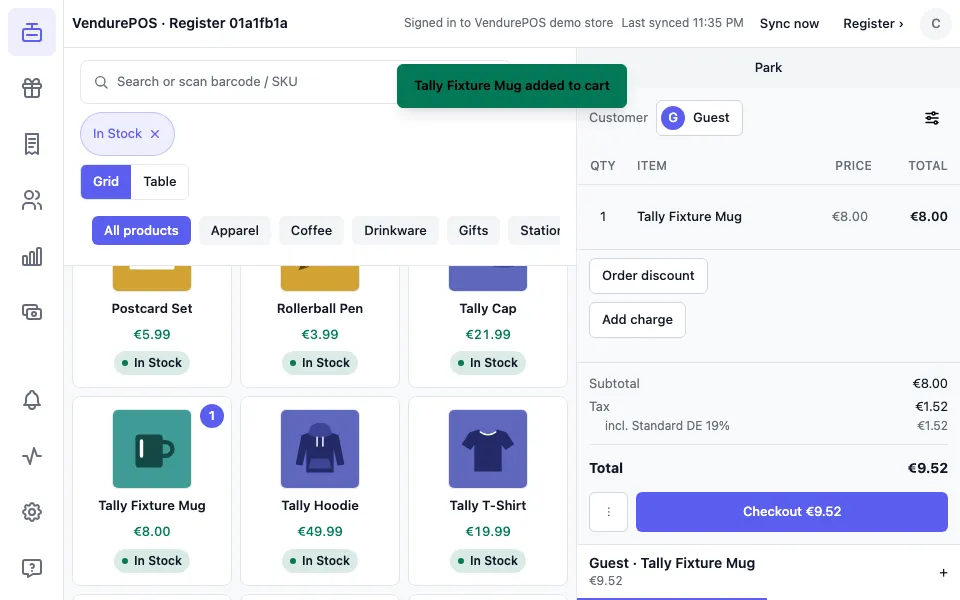 VendurePOS · Register 01a1fb1a
Signed in to VendurePOS demo store
Last synced 11:35 PM
Sync now
Register ›
C
Search or scan barcode / SKU
Tally Fixture Mug added to cart
In Stock ✕
Grid
Table
All products
Apparel
Coffee
Drinkware
Gifts
Station
Postcard Set
€5.99
In Stock
Rollerball Pen
€3.99
In Stock
Tally Cap
€21.99
In Stock
1
Tally Fixture Mug
€8.00
In Stock
Tally Hoodie
€49.99
In Stock
Tally T-Shirt
€19.99
In Stock
Park
Customer
G Guest
QTY ITEM PRICE TOTAL
1 Tally Fixture Mug €8.00 €8.00
Order discount
Add charge
Subtotal €8.00
Tax €1.52
incl. Standard DE 19% €1.52
Total €9.52
Checkout €9.52
Guest · Tally Fixture Mug
€9.52
+